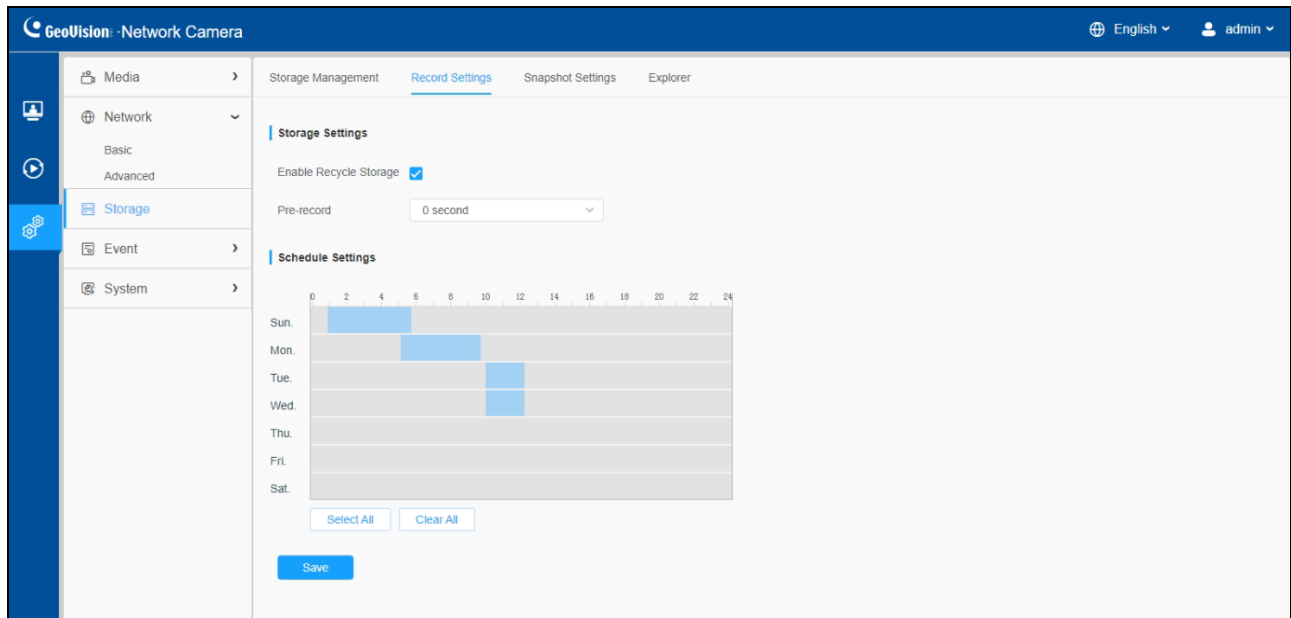 GeoVision: -Network Camera English admin
Media
Network
Basic
Advanced
Storage
Event
System
Storage Management Record Settings Snapshot Settings Explorer
Storage Settings
Enable Recycle Storage
Pre-record 0 second
Schedule Settings
0 2 4 6 8 10 12 14 16 18 20 22 24
Sun.
Mon.
Tue.
Wed.
Thu.
Fri.
Sat.
Select All Clear All
Save